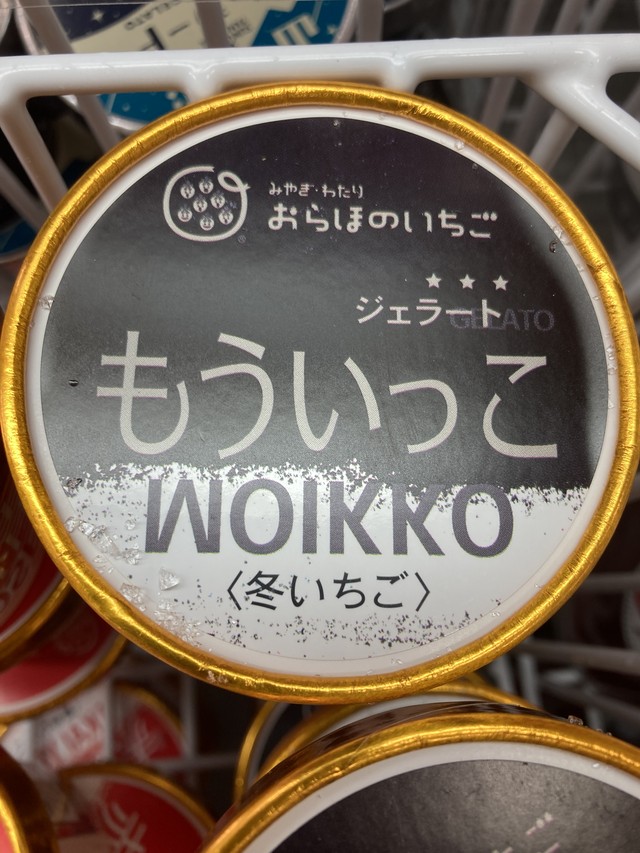 みやぎ・わたり
おらほのいちご
ジェラート GELATO
もういっこ
MOIKKO
〈冬いちご〉